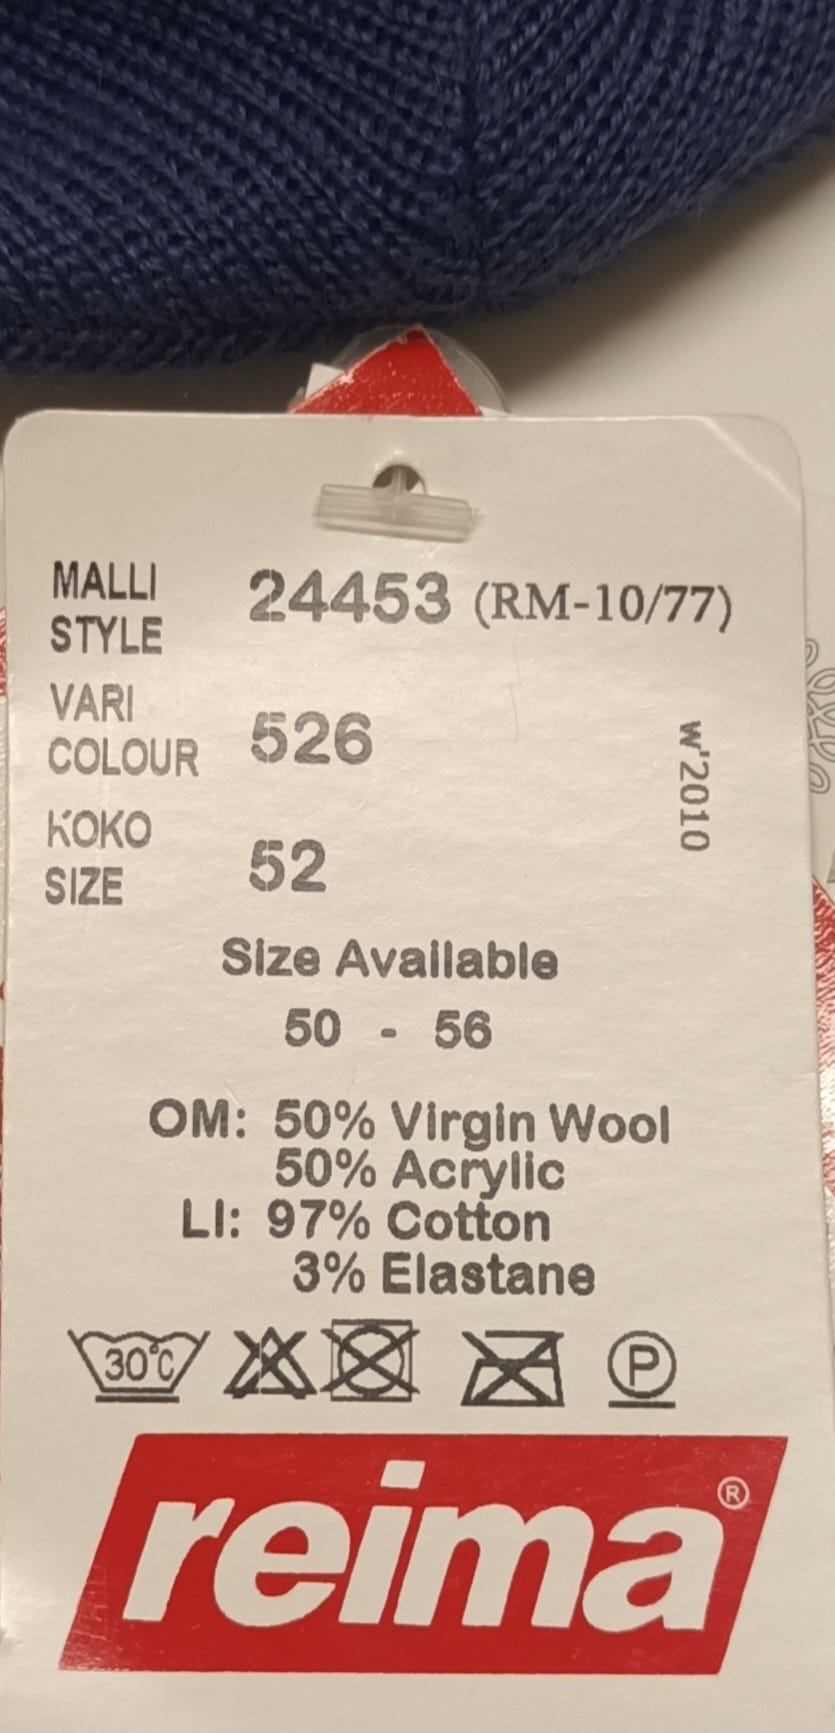 MALLI
STYLE
24453 (RM-10/77)
VARI
COLOUR
526
w'2010
KOKO
SIZE
52
Size Available
50 - 56
OM: 50% Virgin Wool
50% Acrylic
LI: 97% Cotton
3% Elastane
30°C
P
reima®